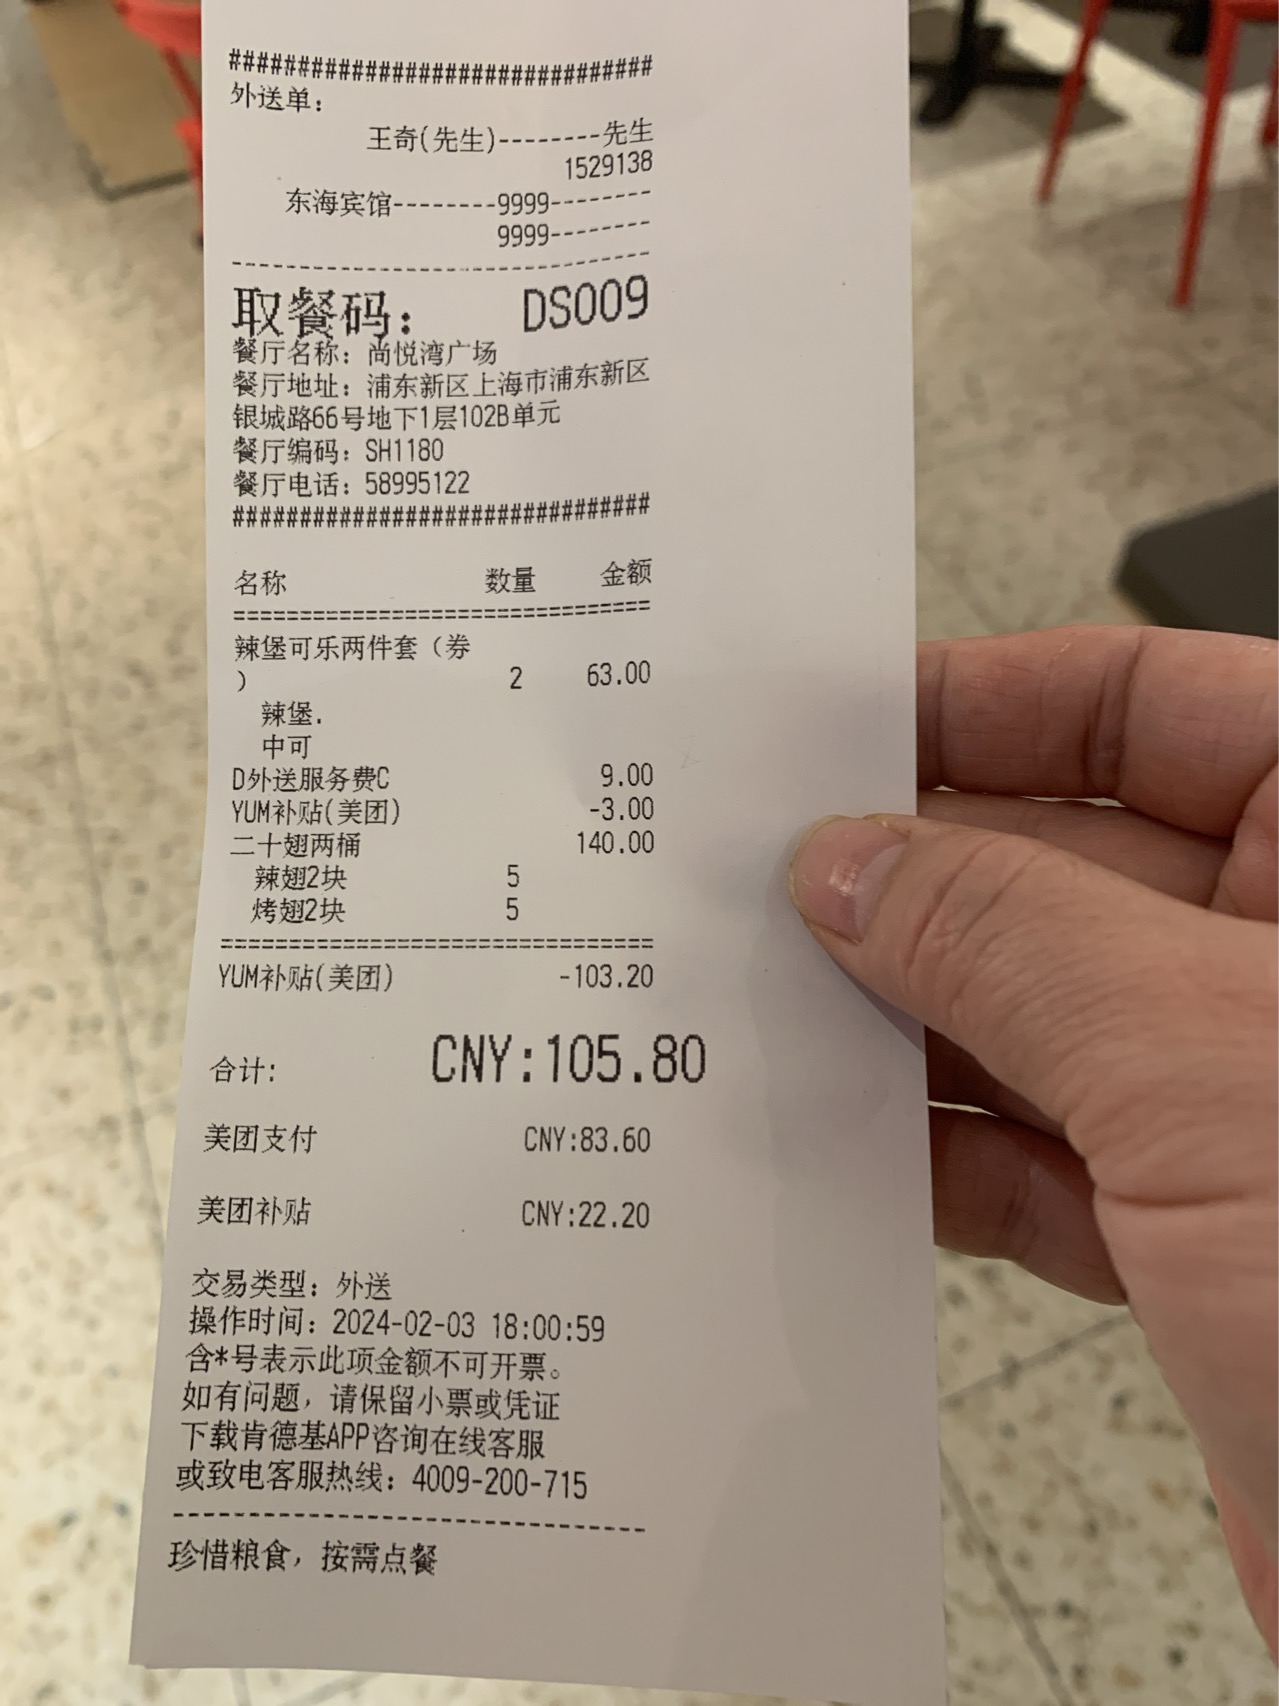 ################################
外送单：
王奇(先生)--------先生
1529138
东海宾馆--------9999--------
9999--------
--------------------------------
取餐码： DS009
餐厅名称：尚悦湾广场
餐厅地址：浦东新区上海市浦东新区
银城路66号地下1层102B单元
餐厅编码：SH1180
餐厅电话：58995122
################################
名称 数量 金额
================================
辣堡可乐两件套（券
） 2 63.00
辣堡.
中可
D外送服务费C 9.00
YUM补贴(美团) -3.00
二十翅两桶 140.00
辣翅2块 5
烤翅2块 5
================================
YUM补贴(美团) -103.20
合计: CNY:105.80
美团支付 CNY:83.60
美团补贴 CNY:22.20
交易类型：外送
操作时间：2024-02-03 18:00:59
含*号表示此项金额不可开票。
如有问题，请保留小票或凭证
下载肯德基APP咨询在线客服
或致电客服热线：4009-200-715
--------------------------------
珍惜粮食，按需点餐